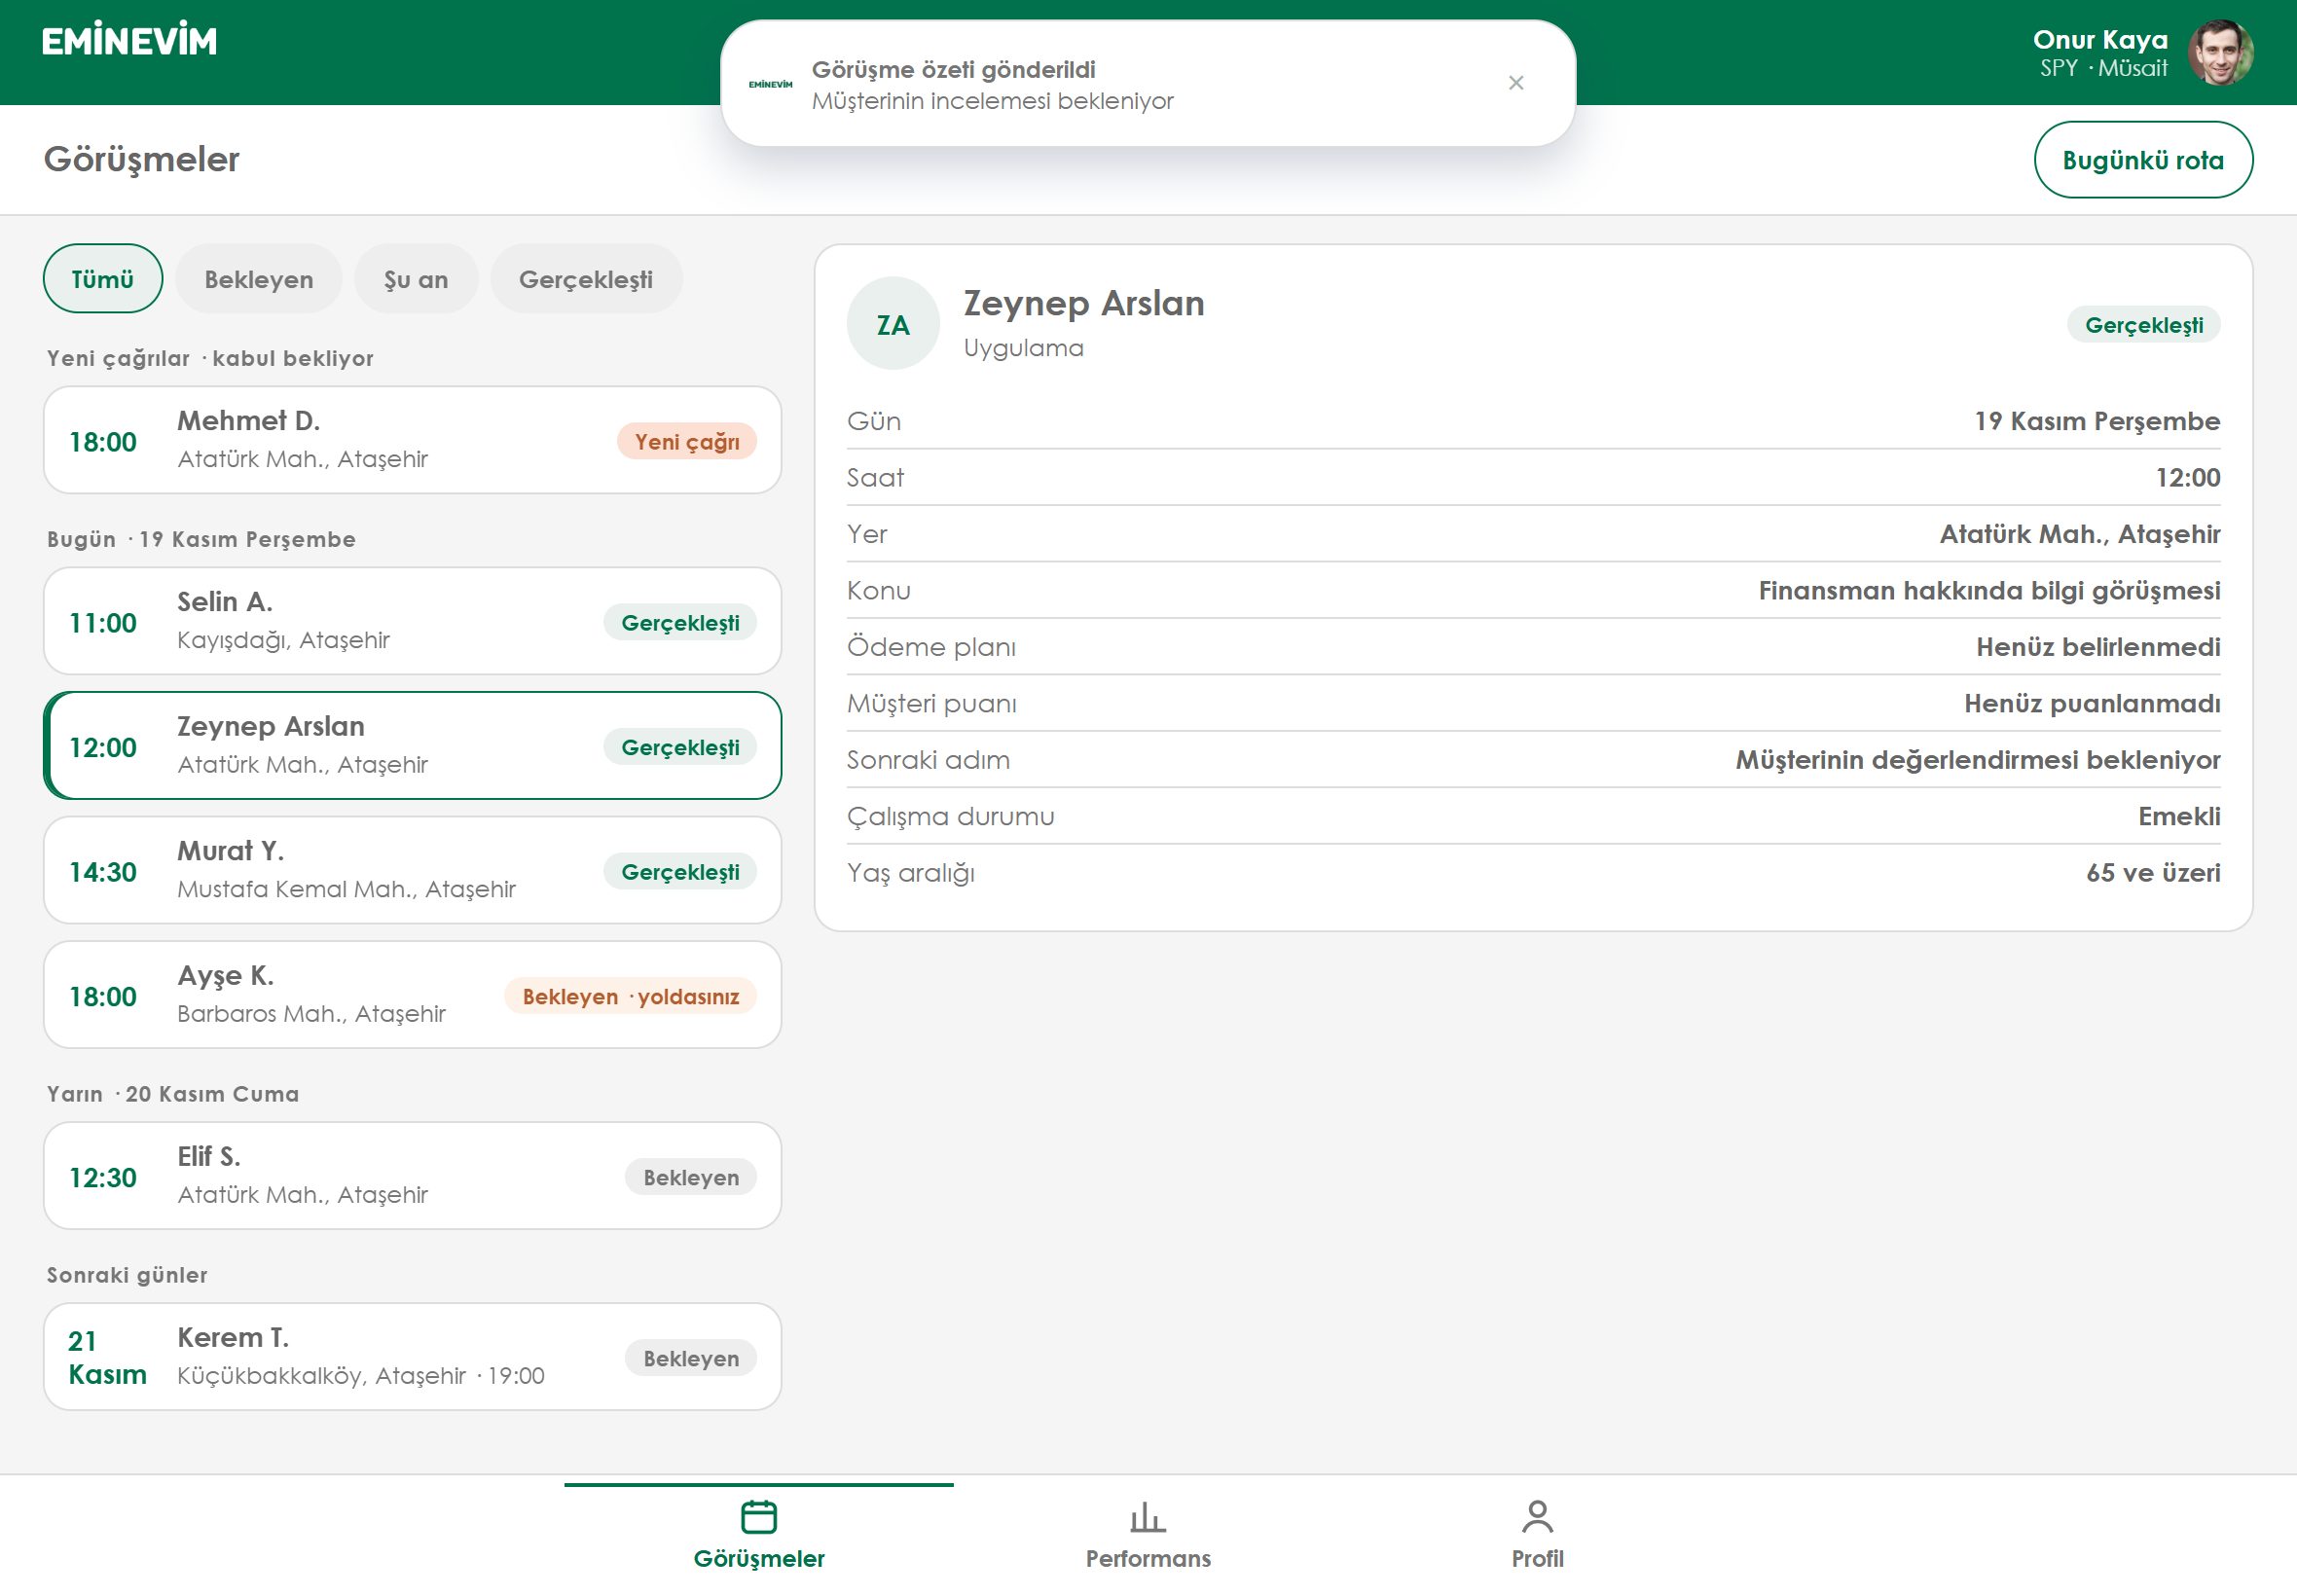 EMİNEVİM
EMİNEVİM
Görüşme özeti gönderildi
Müşterinin incelemesi bekleniyor
×
Onur Kaya
SPY · Müsait
Görüşmeler
Bugünkü rota
Tümü
Bekleyen
Şu an
Gerçekleşti
Yeni çağrılar · kabul bekliyor
18:00
Mehmet D.
Atatürk Mah., Ataşehir
Yeni çağrı
Bugün · 19 Kasım Perşembe
11:00
Selin A.
Kayışdağı, Ataşehir
Gerçekleşti
12:00
Zeynep Arslan
Atatürk Mah., Ataşehir
Gerçekleşti
14:30
Murat Y.
Mustafa Kemal Mah., Ataşehir
Gerçekleşti
18:00
Ayşe K.
Barbaros Mah., Ataşehir
Bekleyen · yoldasınız
Yarın · 20 Kasım Cuma
12:30
Elif S.
Atatürk Mah., Ataşehir
Bekleyen
Sonraki günler
21
Kasım
Kerem T.
Küçükbakkalköy, Ataşehir · 19:00
Bekleyen
ZA
Zeynep Arslan
Uygulama
Gerçekleşti
Gün
19 Kasım Perşembe
Saat
12:00
Yer
Atatürk Mah., Ataşehir
Konu
Finansman hakkında bilgi görüşmesi
Ödeme planı
Henüz belirlenmedi
Müşteri puanı
Henüz puanlanmadı
Sonraki adım
Müşterinin değerlendirmesi bekleniyor
Çalışma durumu
Emekli
Yaş aralığı
65 ve üzeri
Görüşmeler
Performans
Profil